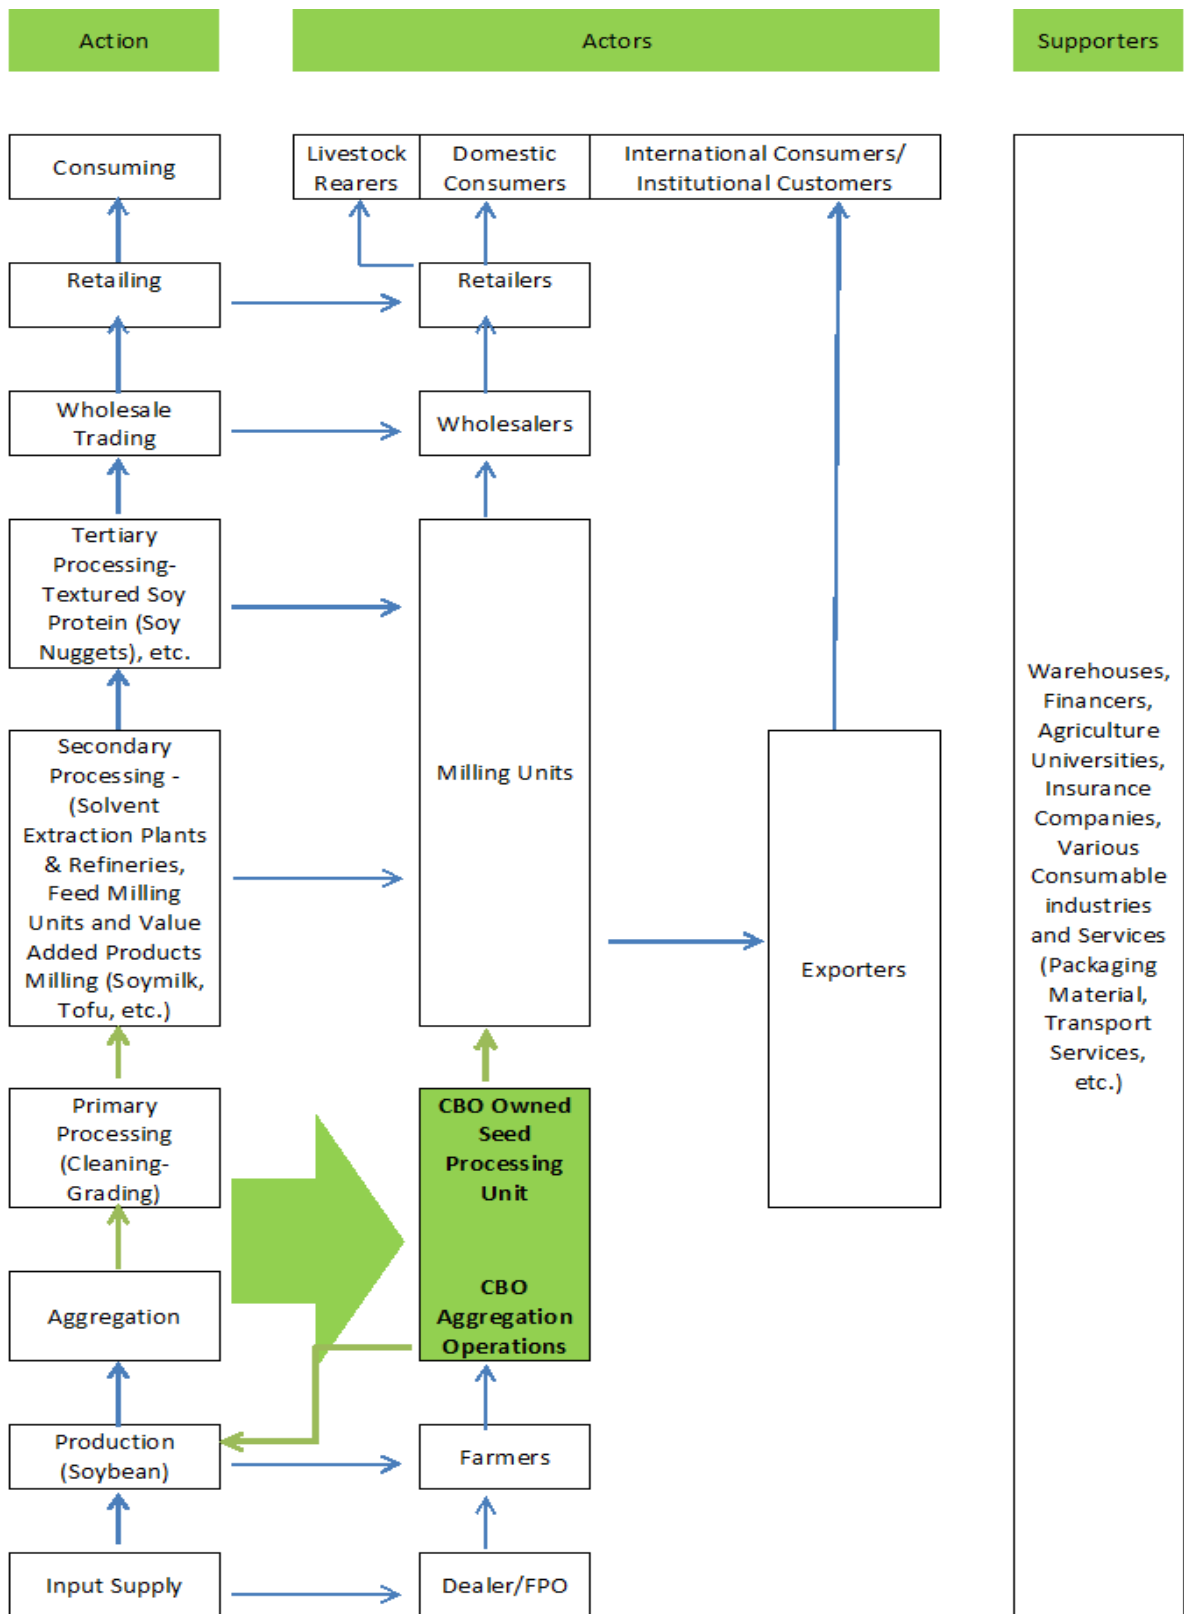 Action
Actors
Supporters
Consuming
Livestock
Rearers
Domestic
Consumers
International Consumers/
Institutional Customers
Retailing
Retailers
Wholesale
Trading
Wholesalers
Tertiary
Processing-
Textured Soy
Protein (Soy
Nuggets), etc.
Secondary
Processing -
(Solvent
Extraction Plants
& Refineries,
Feed Milling
Units and Value
Added Products
Milling (Soymilk,
Tofu, etc.)
Milling Units
Exporters
Warehouses,
Financers,
Agriculture
Universities,
Insurance
Companies,
Various
Consumable
industries
and Services
(Packaging
Material,
Transport
Services,
etc.)
Primary
Processing
(Cleaning-
Grading)
CBO Owned
Seed
Processing
Unit
Aggregation
CBO
Aggregation
Operations
Production
(Soybean)
Farmers
Input Supply
Dealer/FPO